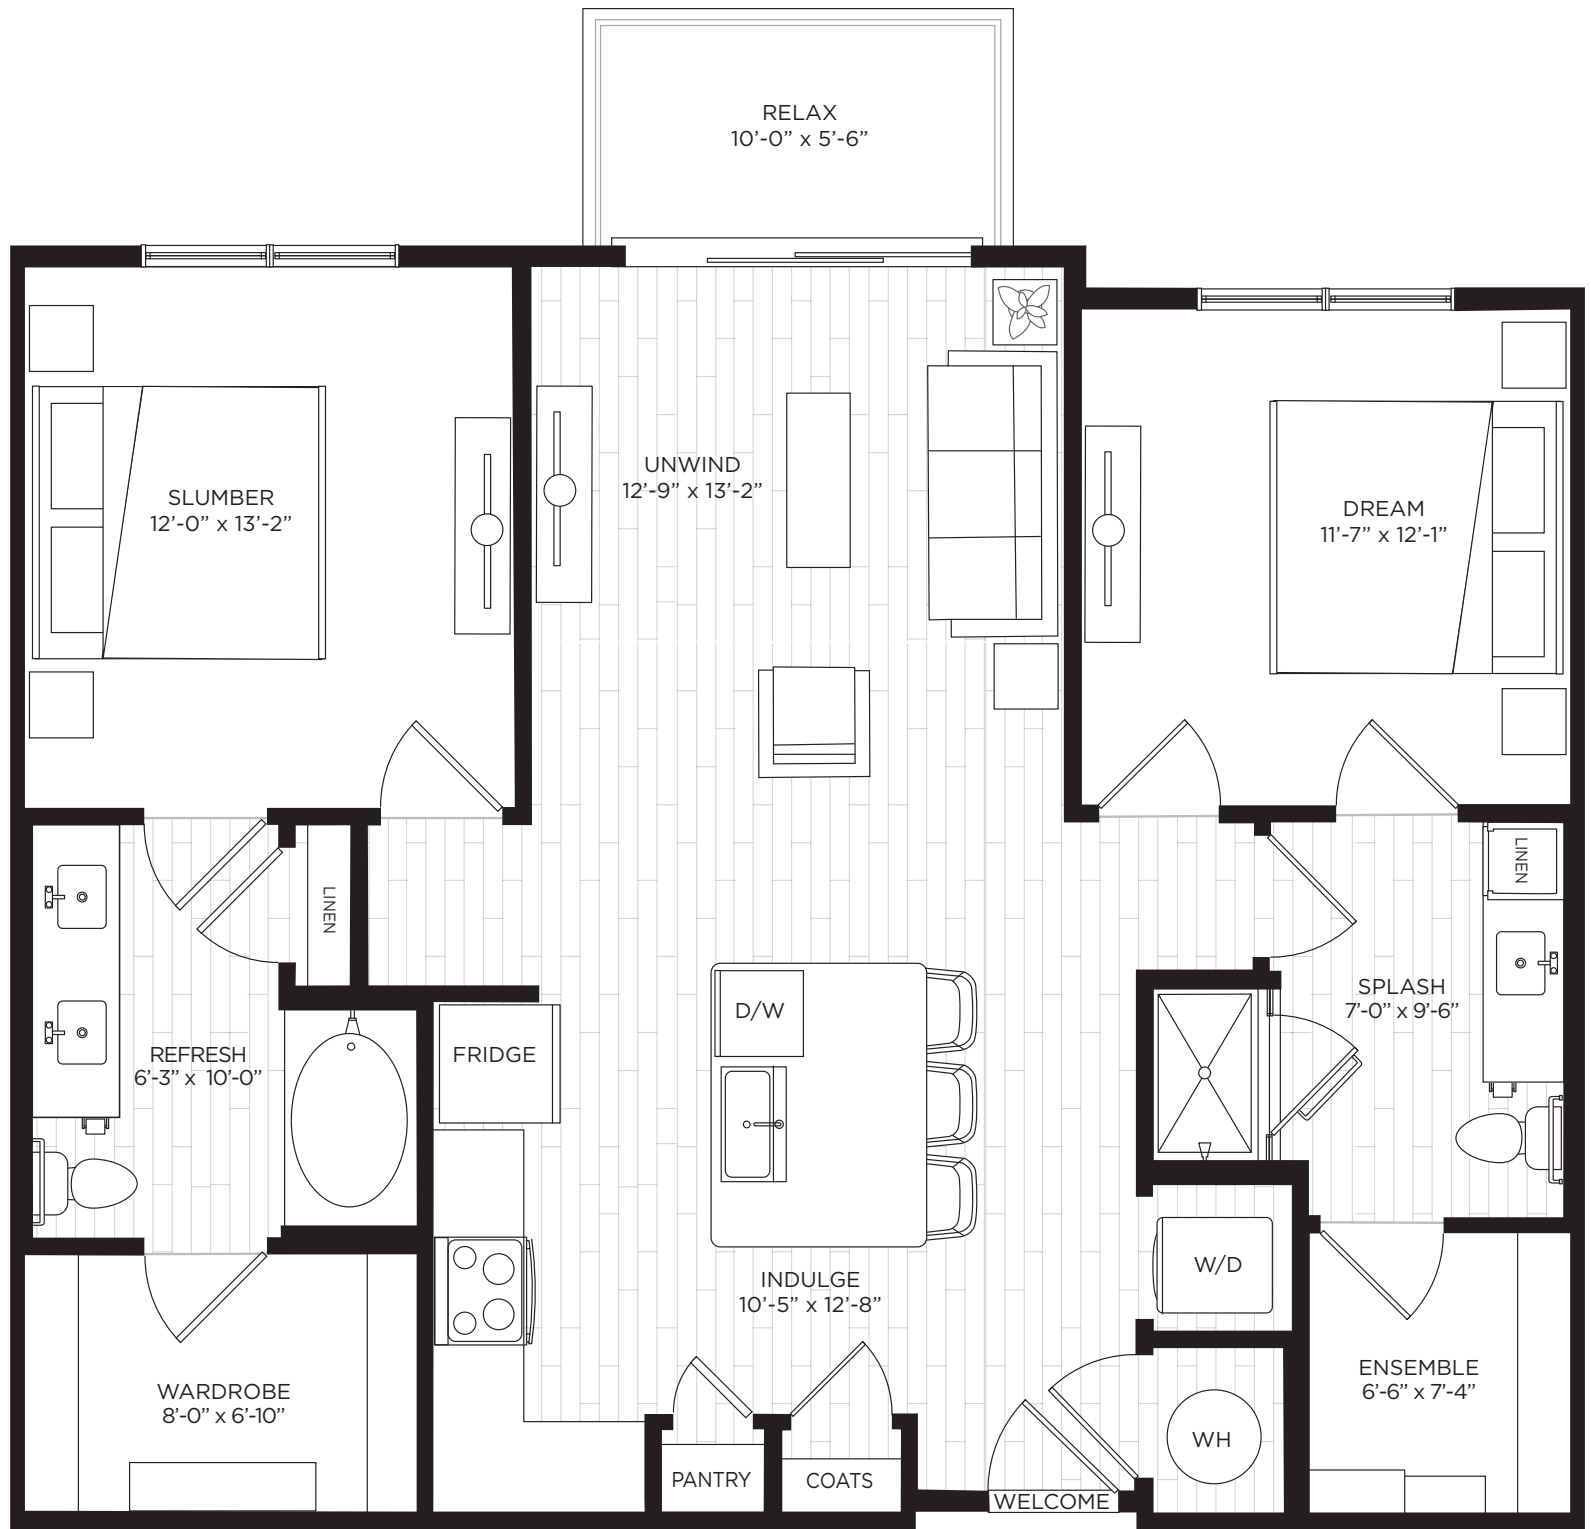 RELAX
10’-0” x 5’-6”
SLUMBER
12’-0” x 13’-2”
UNWIND
12’-9” x 13’-2”
DREAM
11’-7” x 12’-1”
LINEN
LINEN
REFRESH
6’-3” x 10’-0”
FRIDGE
D/W
SPLASH
7’-0” x 9’-6”
INDULGE
10’-5” x 12’-8”
W/D
WARDROBE
8’-0” x 6’-10”
ENSEMBLE
6’-6” x 7’-4”
PANTRY
COATS
WH
WELCOME